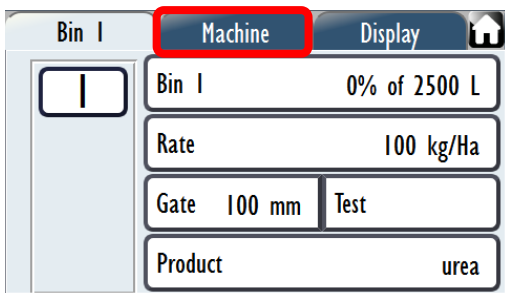 Bin 1 Machine Display
1
Bin 1 0% of 2500 L
Rate 100 kg/Ha
Gate 100 mm Test
Product urea